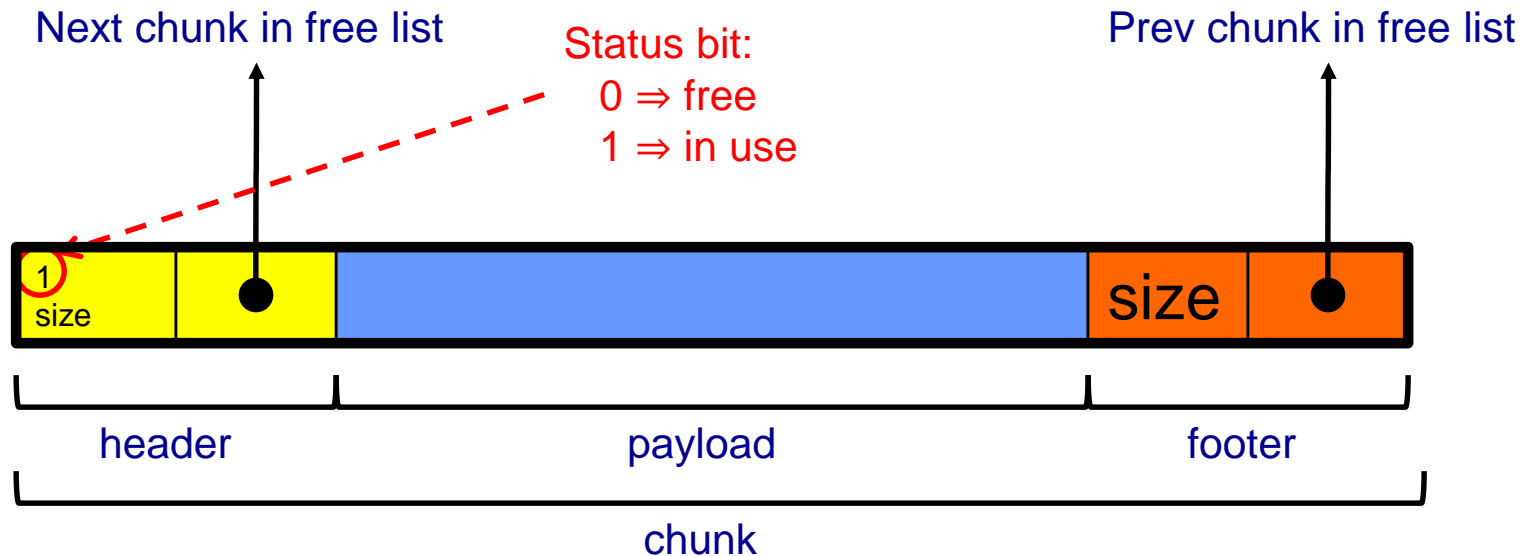 Next chunk in free list
Status bit:
0 ⇒ free
1 ⇒ in use
Prev chunk in free list
1
size
size
header
payload
footer
chunk